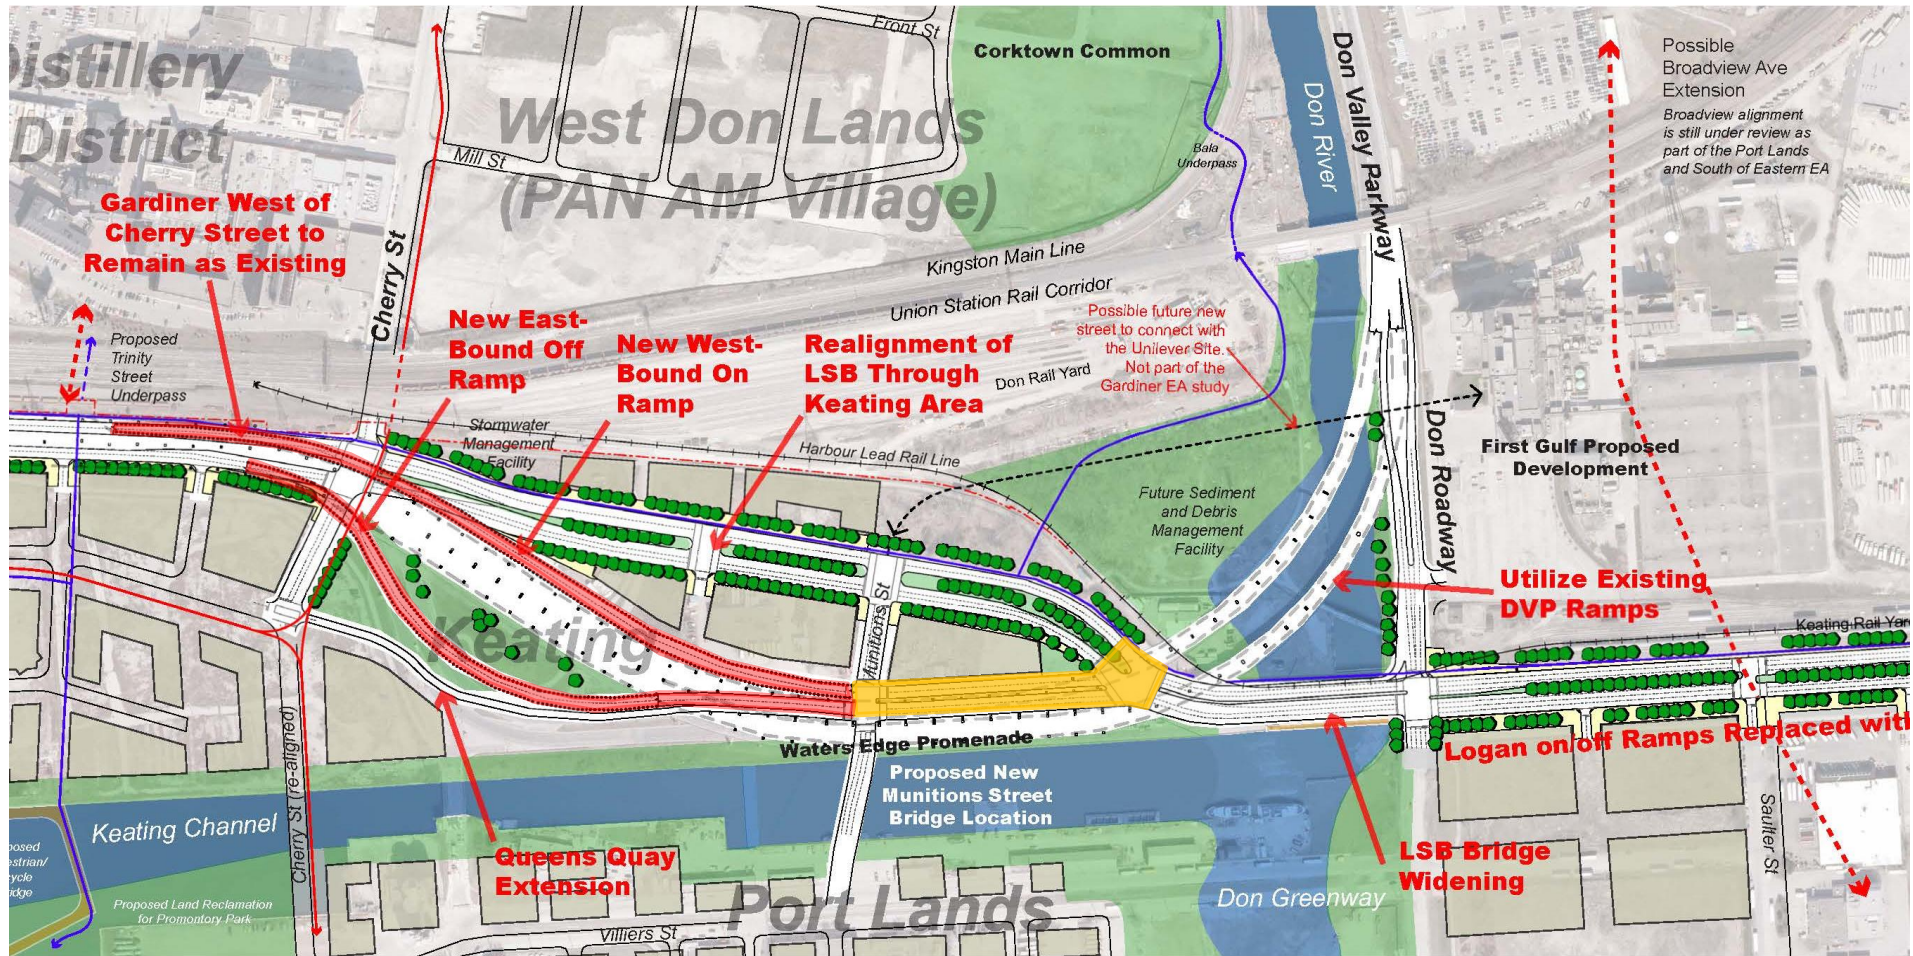 Front St
Corktown Common
Don Valley Parkway
Don River
Possible
Broadview Ave
Extension
Broadview alignment
is still under review as
part of the Port Lands
and South of Eastern EA
Distillery
District
West Don Lands
(PAN AM Village)
Mill St
Bala
Underpass
Gardiner West of
Cherry Street to
Remain as Existing
Cherry St
Kingston Main Line
Union Station Rail Corridor
Don Rail Yard
Possible future new
street to connect with
the Unilever Site.
Not part of the
Gardiner EA study
Proposed
Trinity
Street
Underpass
New East-
Bound Off
Ramp
New West-
Bound On
Ramp
Realignment of
LSB Through
Keating Area
Stormwater
Management
Facility
Harbour Lead Rail Line
Don Roadway
First Gulf Proposed
Development
Future Sediment
and Debris
Management
Facility
Utilize Existing
DVP Ramps
Keating
Munitions St
Keating Rail Yar
Waters Edge Promenade
Logan on/off Ramps Replaced with
Proposed New
Munitions Street
Bridge Location
Keating Channel
Cherry St (re-aligned)
Queens Quay
Extension
LSB Bridge
Widening
Saulter St
Don Greenway
Port Lands
Villiers St
posed
estrian/
ycle
idge
Proposed Land Reclamation
for Promontory Park